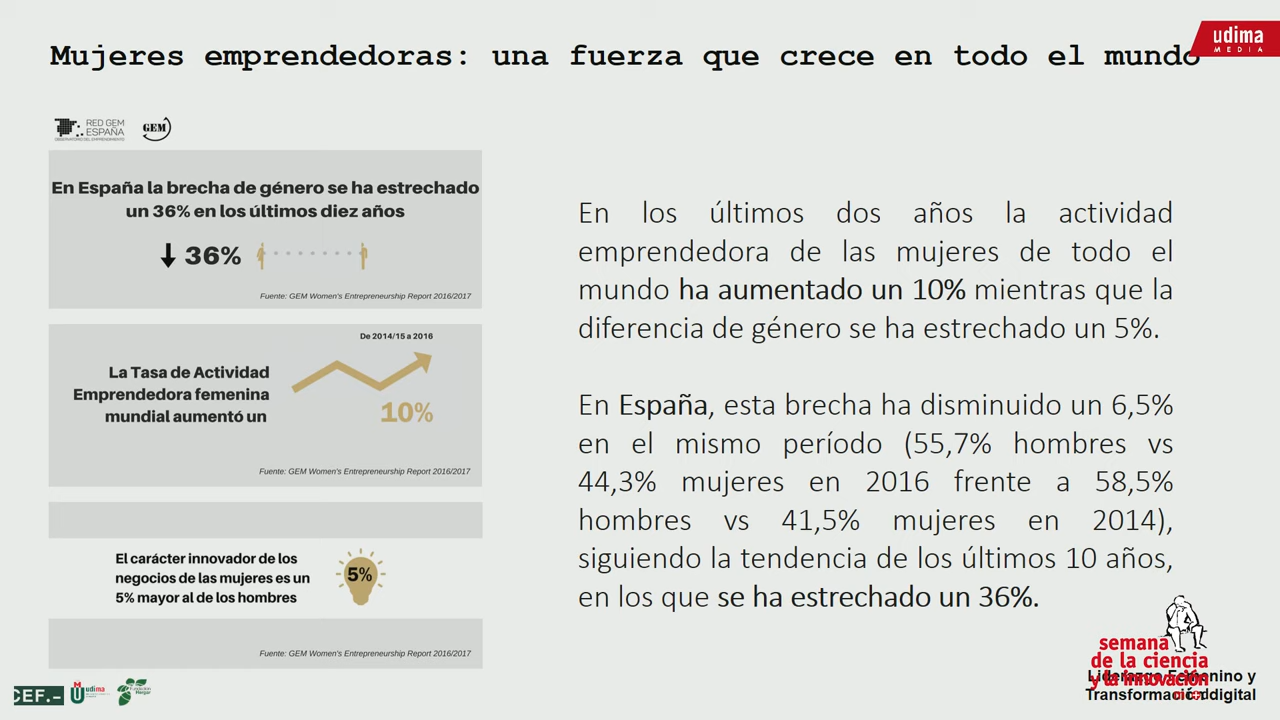 Mujeres emprendedoras: una fuerza que crece en todo el mundo
udima
MEDIA
RED GEM
ESPAÑA
GEM
En España la brecha de género se ha estrechado
un 36% en los últimos diez años
36%
Fuente: GEM Women's Entrepreneurship Report 2016/2017
De 2014/15 a 2016
La Tasa de Actividad
Emprendedora femenina
mundial aumentó un
10%
Fuente: GEM Women's Entrepreneurship Report 2016/2017
El carácter innovador de los
negocios de las mujeres es un
5% mayor al de los hombres
5%
Fuente: GEM Women's Entrepreneurship Report 2016/2017
En los últimos dos años la actividad
emprendedora de las mujeres de todo el
mundo ha aumentado un 10% mientras que la
diferencia de género se ha estrechado un 5%.
En España, esta brecha ha disminuido un 6,5%
en el mismo período (55,7% hombres vs
44,3% mujeres en 2016 frente a 58,5%
hombres vs 41,5% mujeres en 2014),
siguiendo la tendencia de los últimos 10 años,
en los que se ha estrechado un 36%.
CEF.-
udima
semana
de la ciencia
y la innovación
Liderazgo Femenino y
Transformación digital